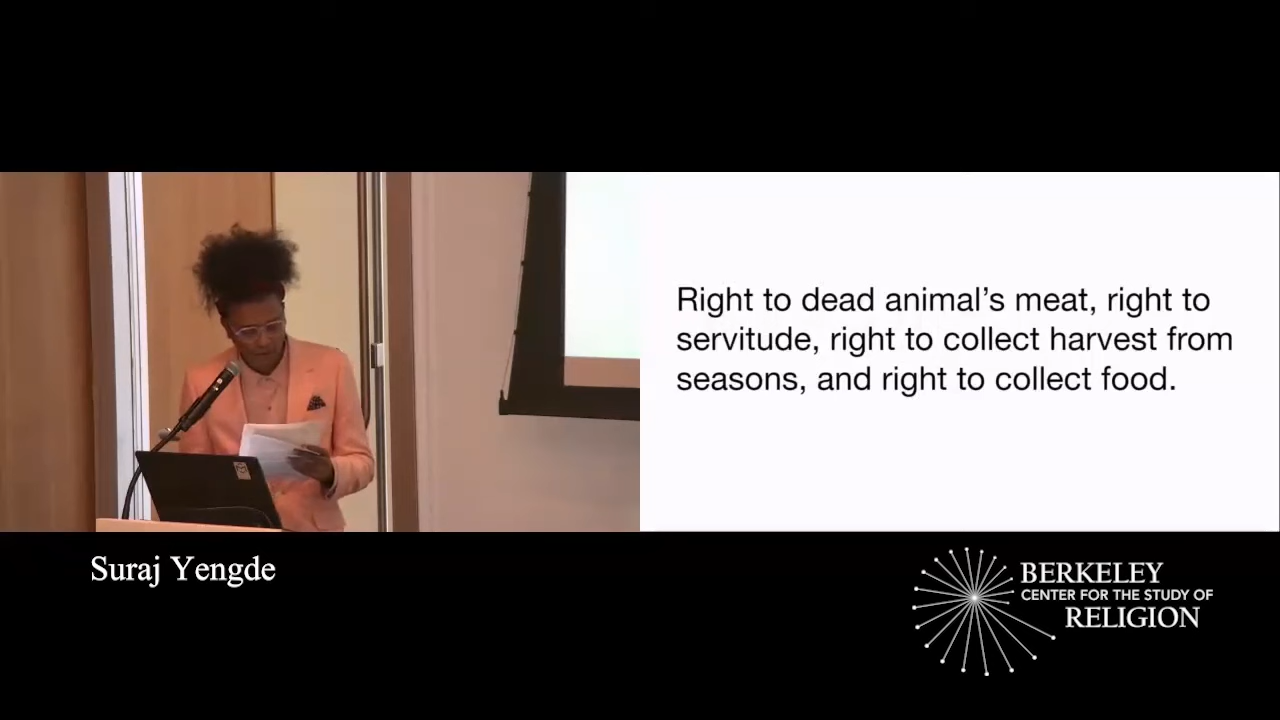 Right to dead animal's meat, right to
servitude, right to collect harvest from
seasons, and right to collect food.
Suraj Yengde
BERKELEY
CENTER FOR THE STUDY OF
RELIGION